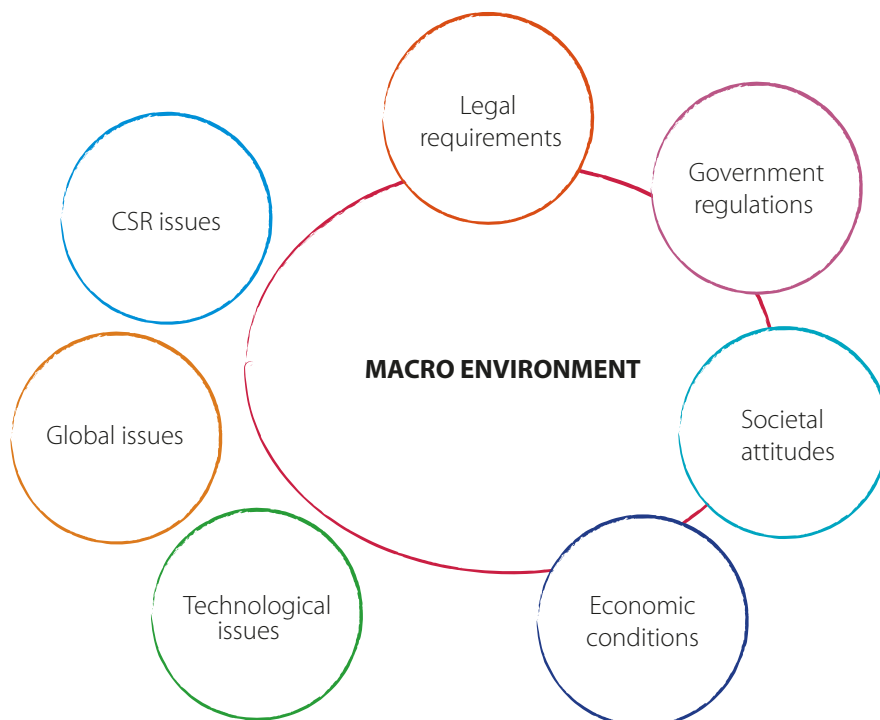 Legal
requirements
Government
regulations
Societal
attitudes
Economic
conditions
Technological
issues
Global issues
CSR issues
MACRO ENVIRONMENT